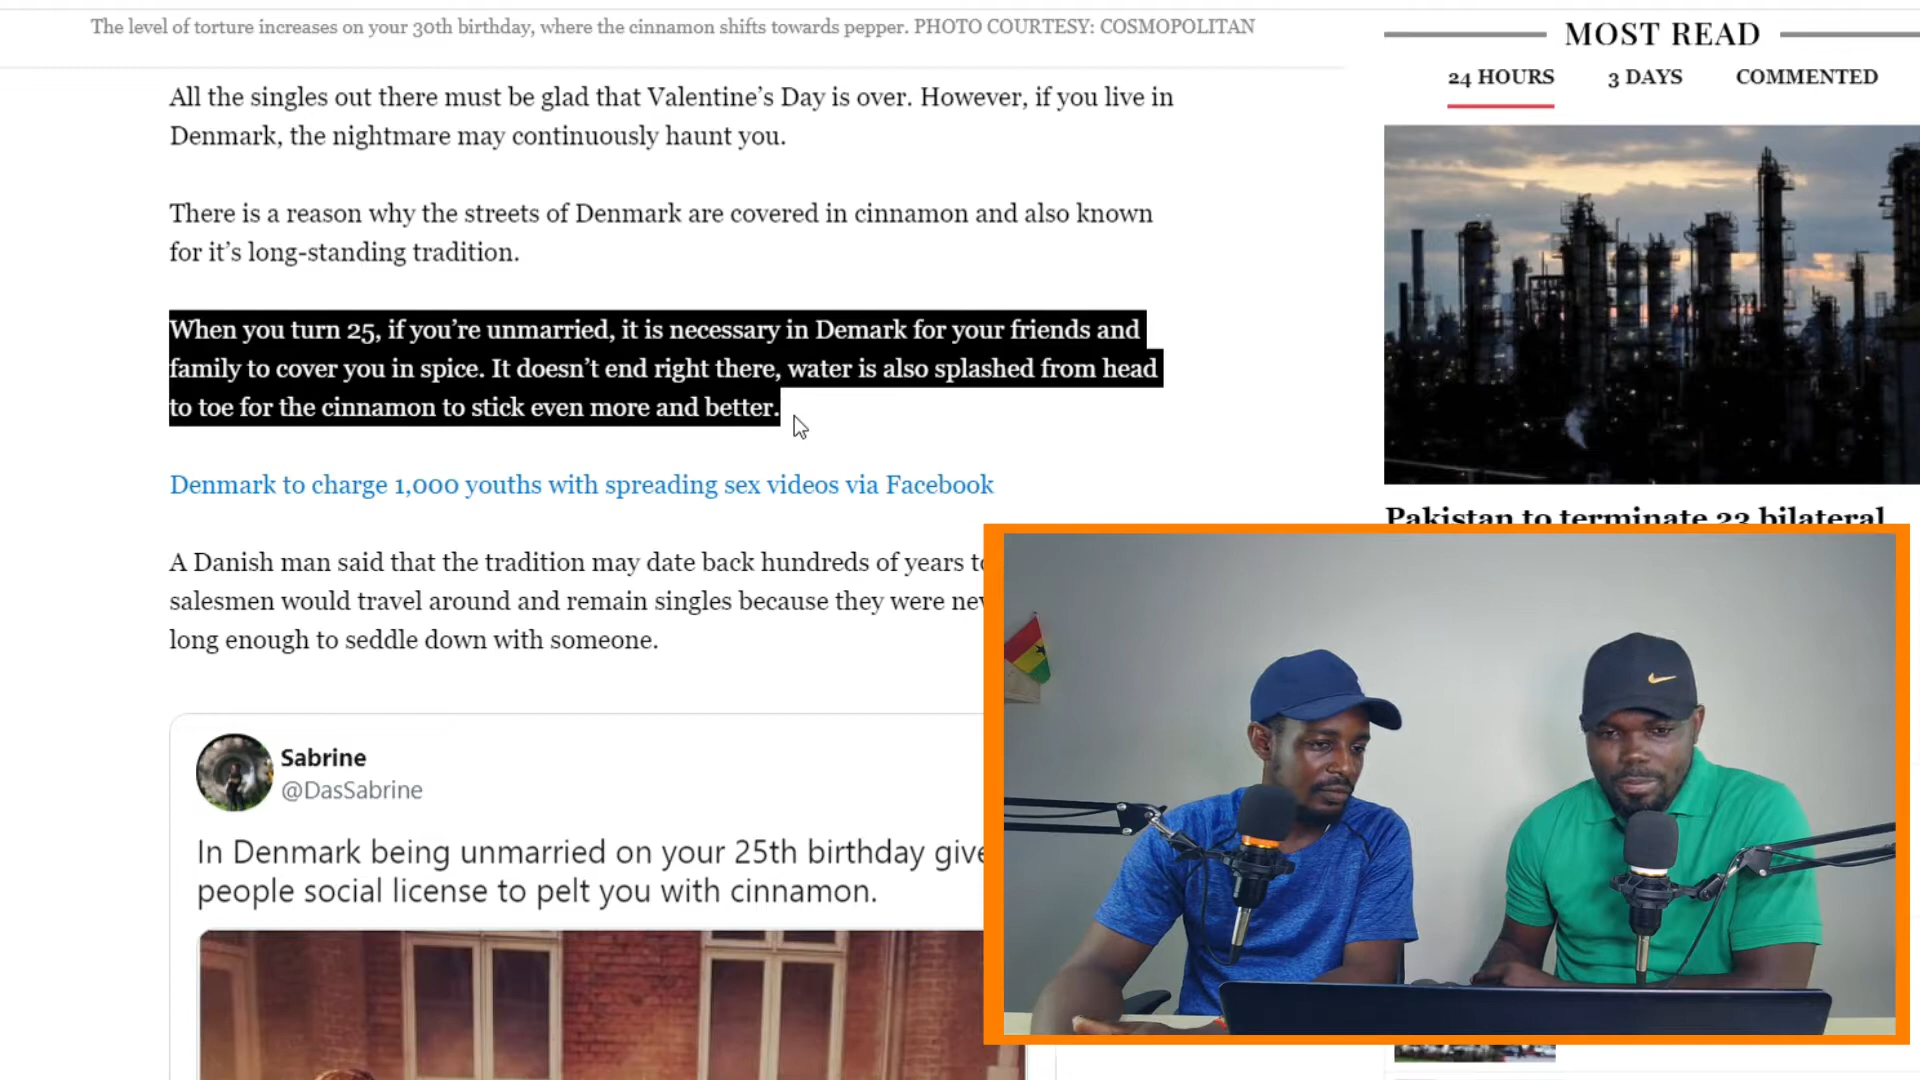 The level of torture increases on your 30th birthday, where the cinnamon shifts towards pepper. PHOTO COURTESY: COSMOPOLITAN
All the singles out there must be glad that Valentine's Day is over. However, if you live in
Denmark, the nightmare may continuously haunt you.
There is a reason why the streets of Denmark are covered in cinnamon and also known
for it's long-standing tradition.
When you turn 25, if you're unmarried, it is necessary in Demark for your friends and
family to cover you in spice. It doesn't end right there, water is also splashed from head
to toe for the cinnamon to stick even more and better.
Denmark to charge 1,000 youths with spreading sex videos via Facebook
A Danish man said that the tradition may date back hundreds of years
salesmen would travel around and remain singles because they were
long enough to seddle down with someone.
Sabrine
@DasSabrine
In Denmark being unmarried on your 25th birthday
people social license to pelt you with cinnamon.
MOST READ
24 HOURS 3 DAYS COMMENTED
Pakistan to terminate 23 bilateral